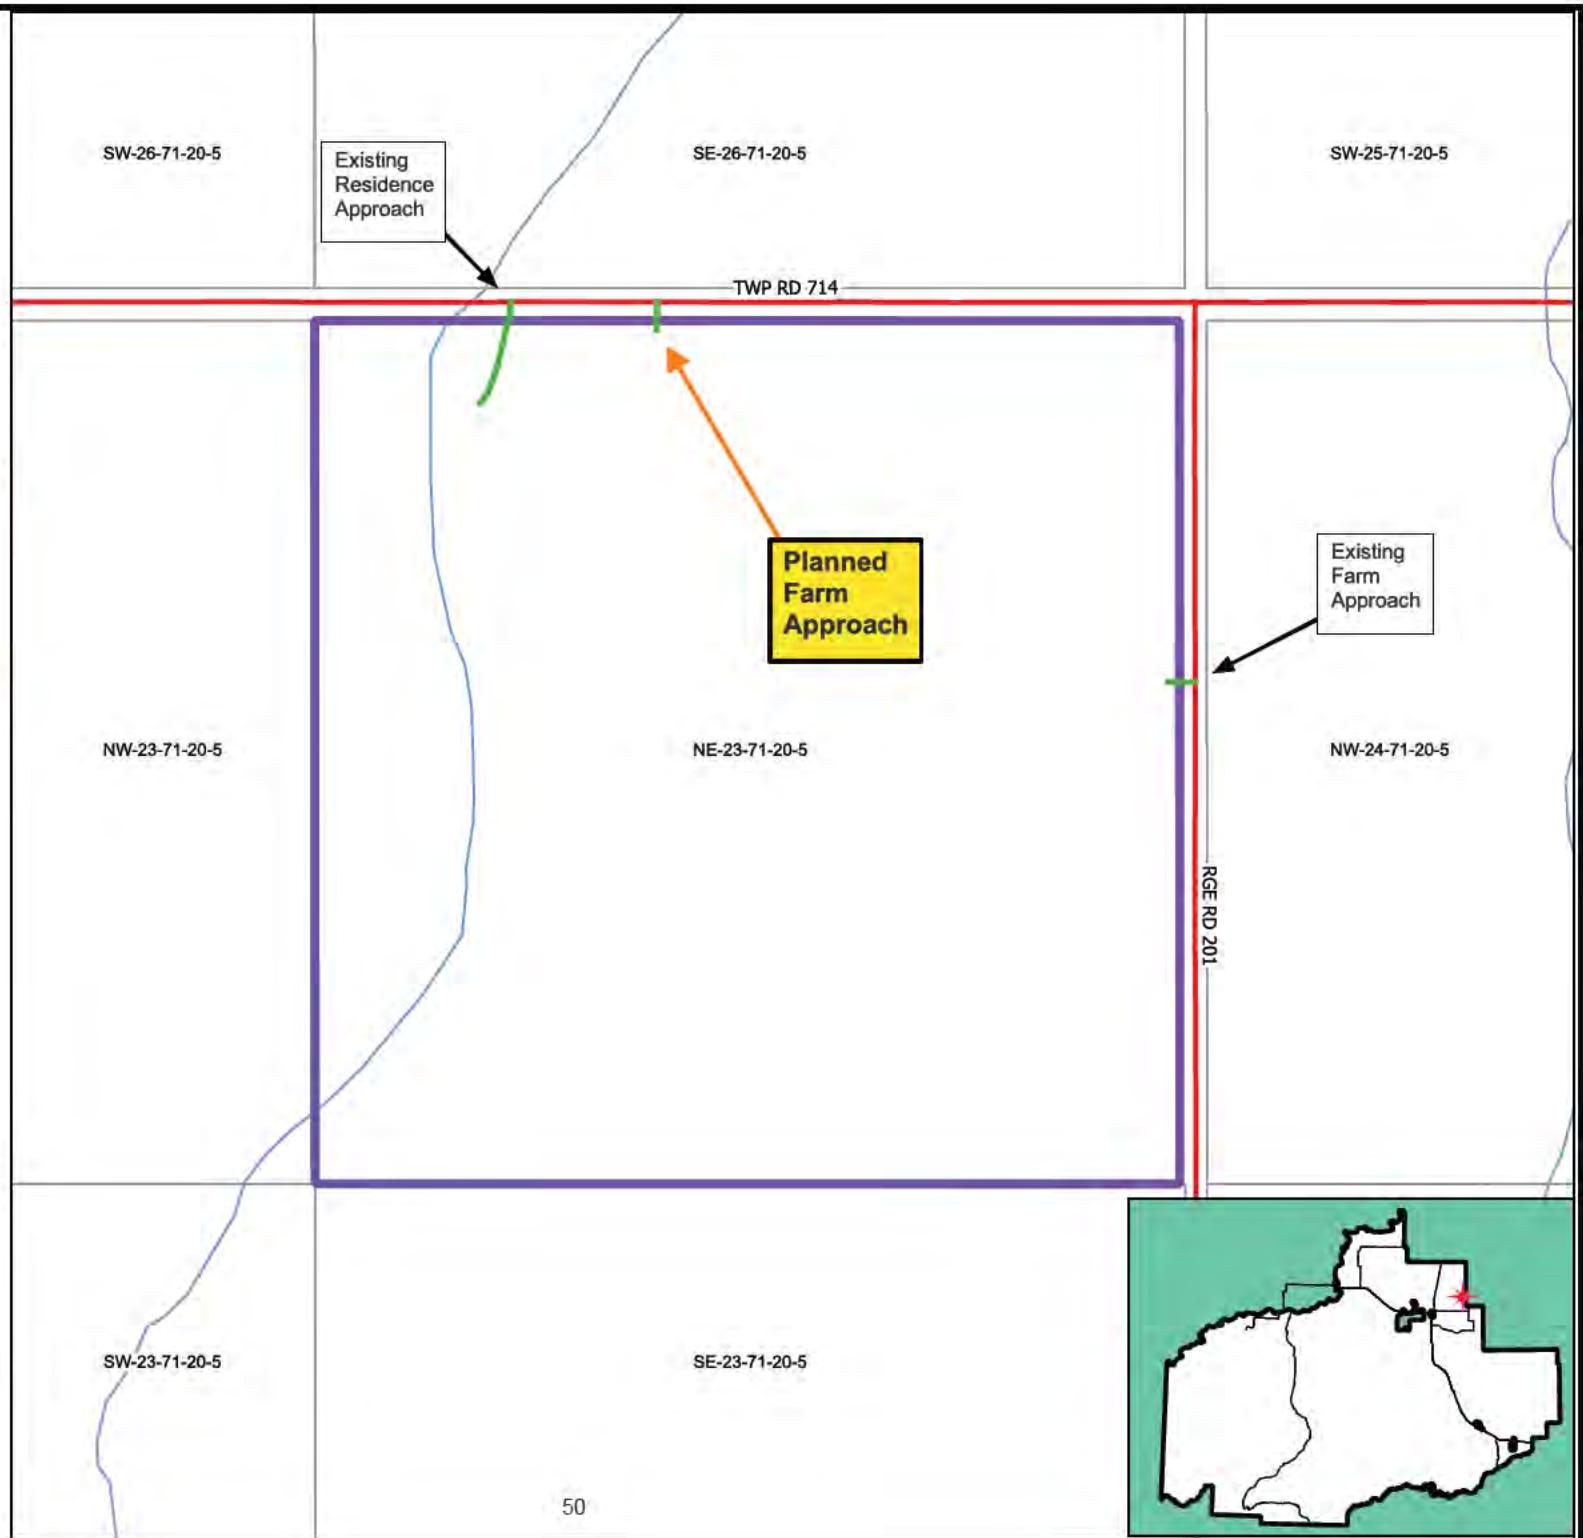 SW-26-71-20-5
Existing
Residence
Approach
SE-26-71-20-5
SW-25-71-20-5
TWP RD 714
Planned
Farm
Approach
Existing
Farm
Approach
NW-23-71-20-5
NE-23-71-20-5
NW-24-71-20-5
RGE RD 201
SW-23-71-20-5
SE-23-71-20-5
50